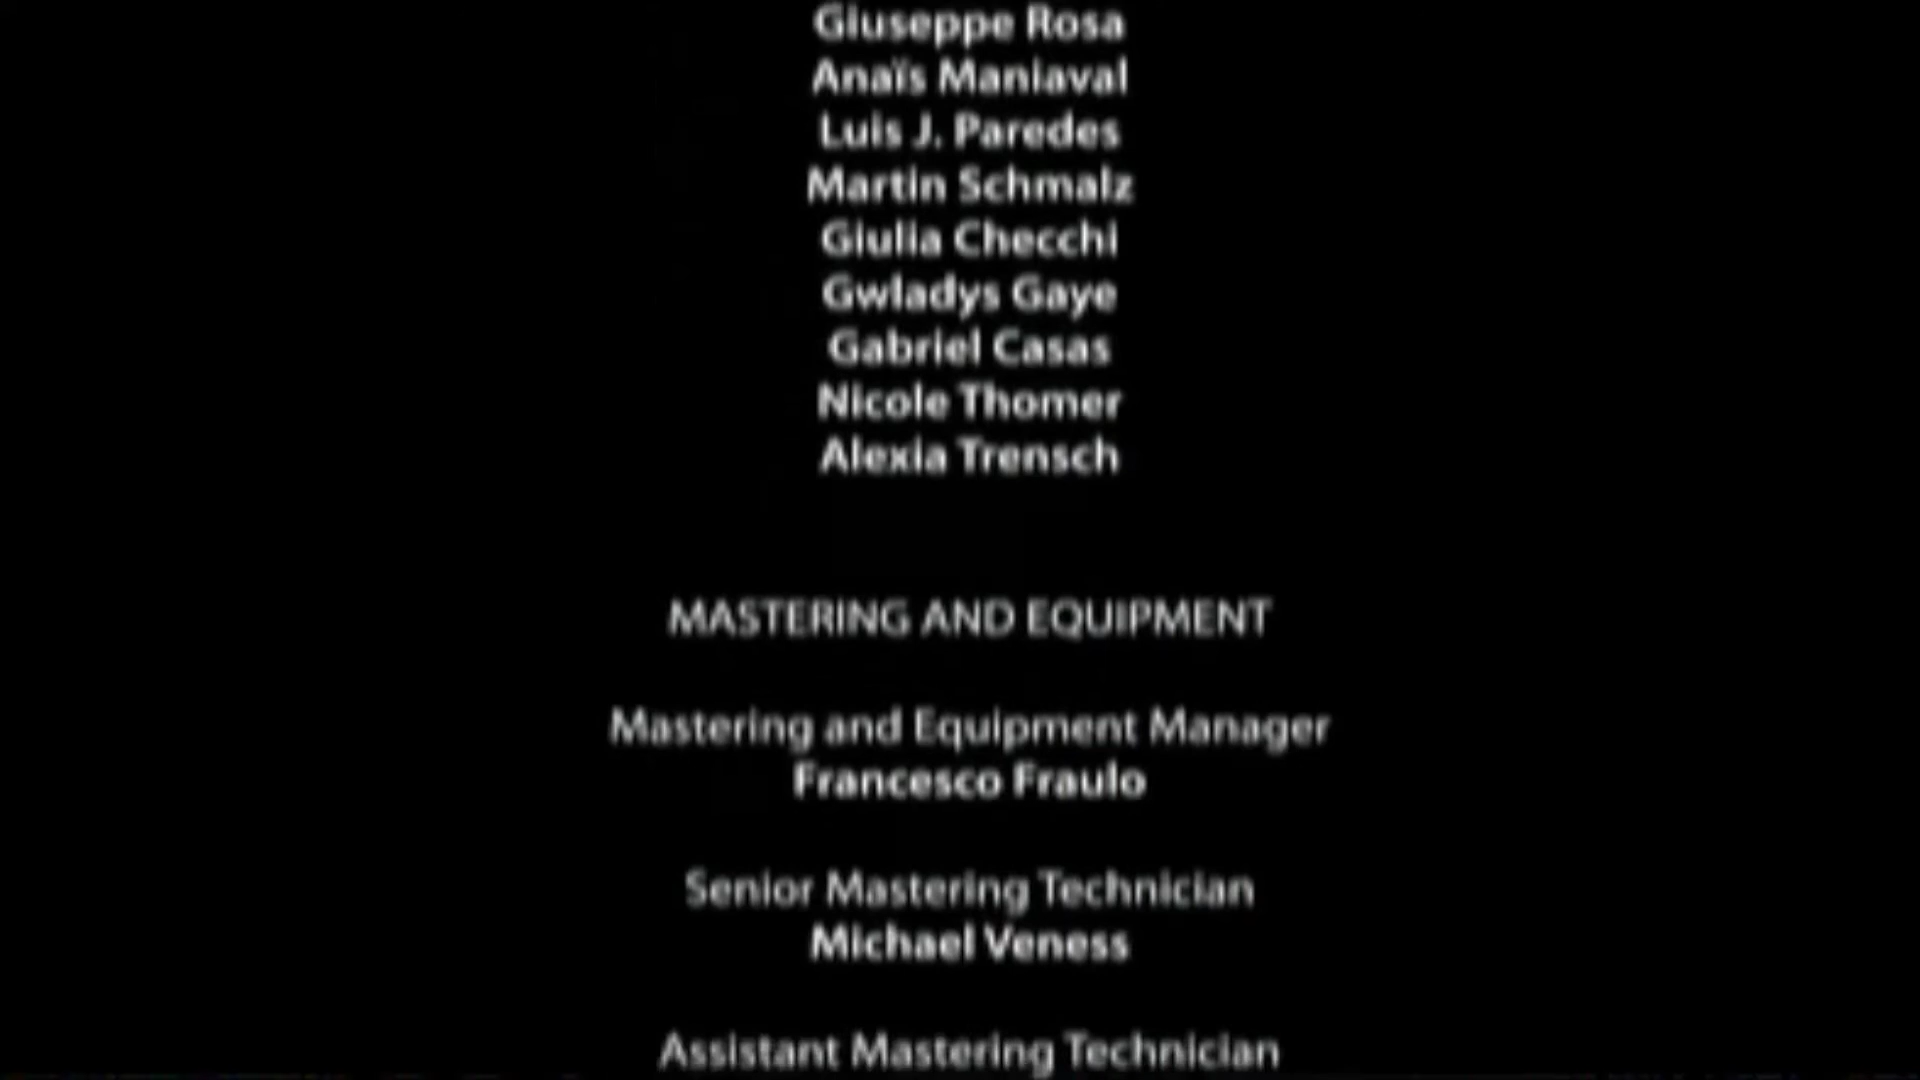 Giuseppe Rosa
Anaïs Maniaval
Luis J. Paredes
Martin Schmalz
Giulia Checchi
Gwladys Gaye
Gabriel Casas
Nicole Thomer
Alexia Trensch
MASTERING AND EQUIPMENT
Mastering and Equipment Manager
Francesco Fraulo
Senior Mastering Technician
Michael Veness
Assistant Mastering Technician